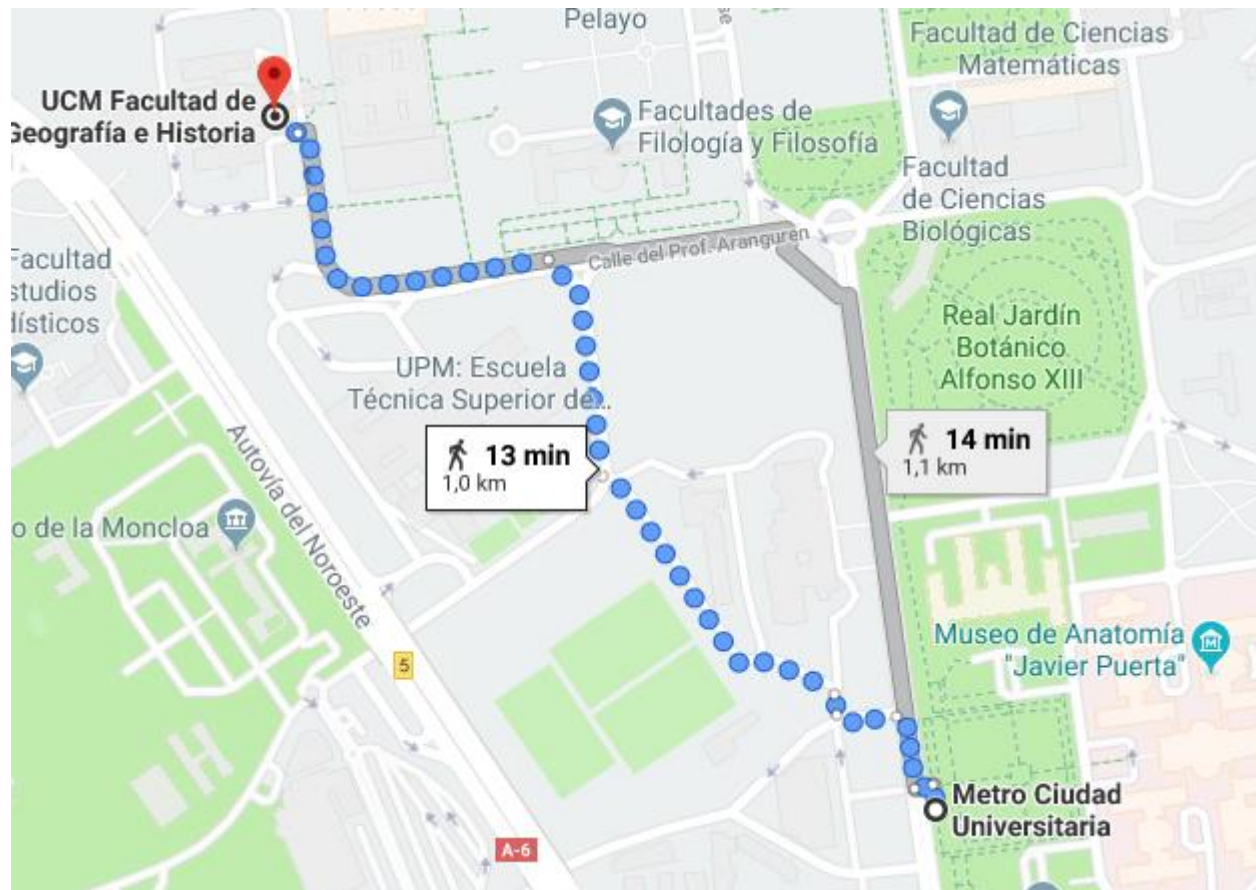 Pelayo
se
Facultad de Ciencias
Matemáticas
UCM Facultad de
Geografía e Historia
Facultades de
Filología y Filosofía
Facultad
de Ciencias
Biológicas
Calle del Prof. Aranguren
Facultad
studios
dísticos
Real Jardín
Botánico
Alfonso XIII
UPM: Escuela
Técnica Superior de...
13 min
1,0 km
14 min
1,1 km
Autovía del Noroeste
o de la Moncloa
Museo de Anatomía
"Javier Puerta"
M
5
Metro Ciudad
Universitaria
A-6